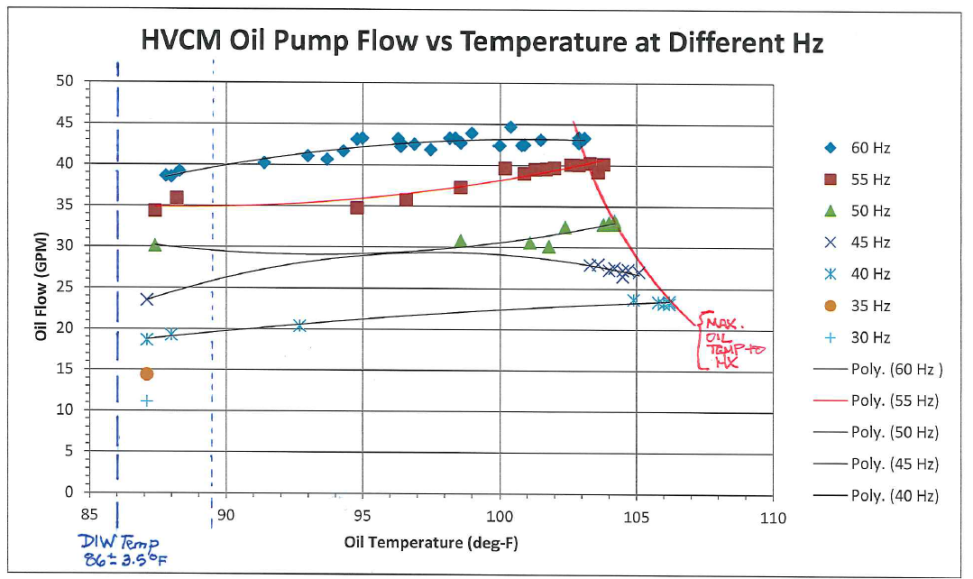 HVCM Oil Pump Flow vs Temperature at Different Hz
50
45
40
35
30
25
20
15
10
5
0
Oil Flow (GPM)
85
90
95
100
105
110
Oil Temperature (deg-F)
DIW Temp
86 ± 3.5°F
MAX.
OIL
TEMP TO
HX
60 Hz
55 Hz
50 Hz
45 Hz
40 Hz
35 Hz
30 Hz
Poly. (60 Hz )
Poly. (55 Hz)
Poly. (50 Hz)
Poly. (45 Hz)
Poly. (40 Hz)